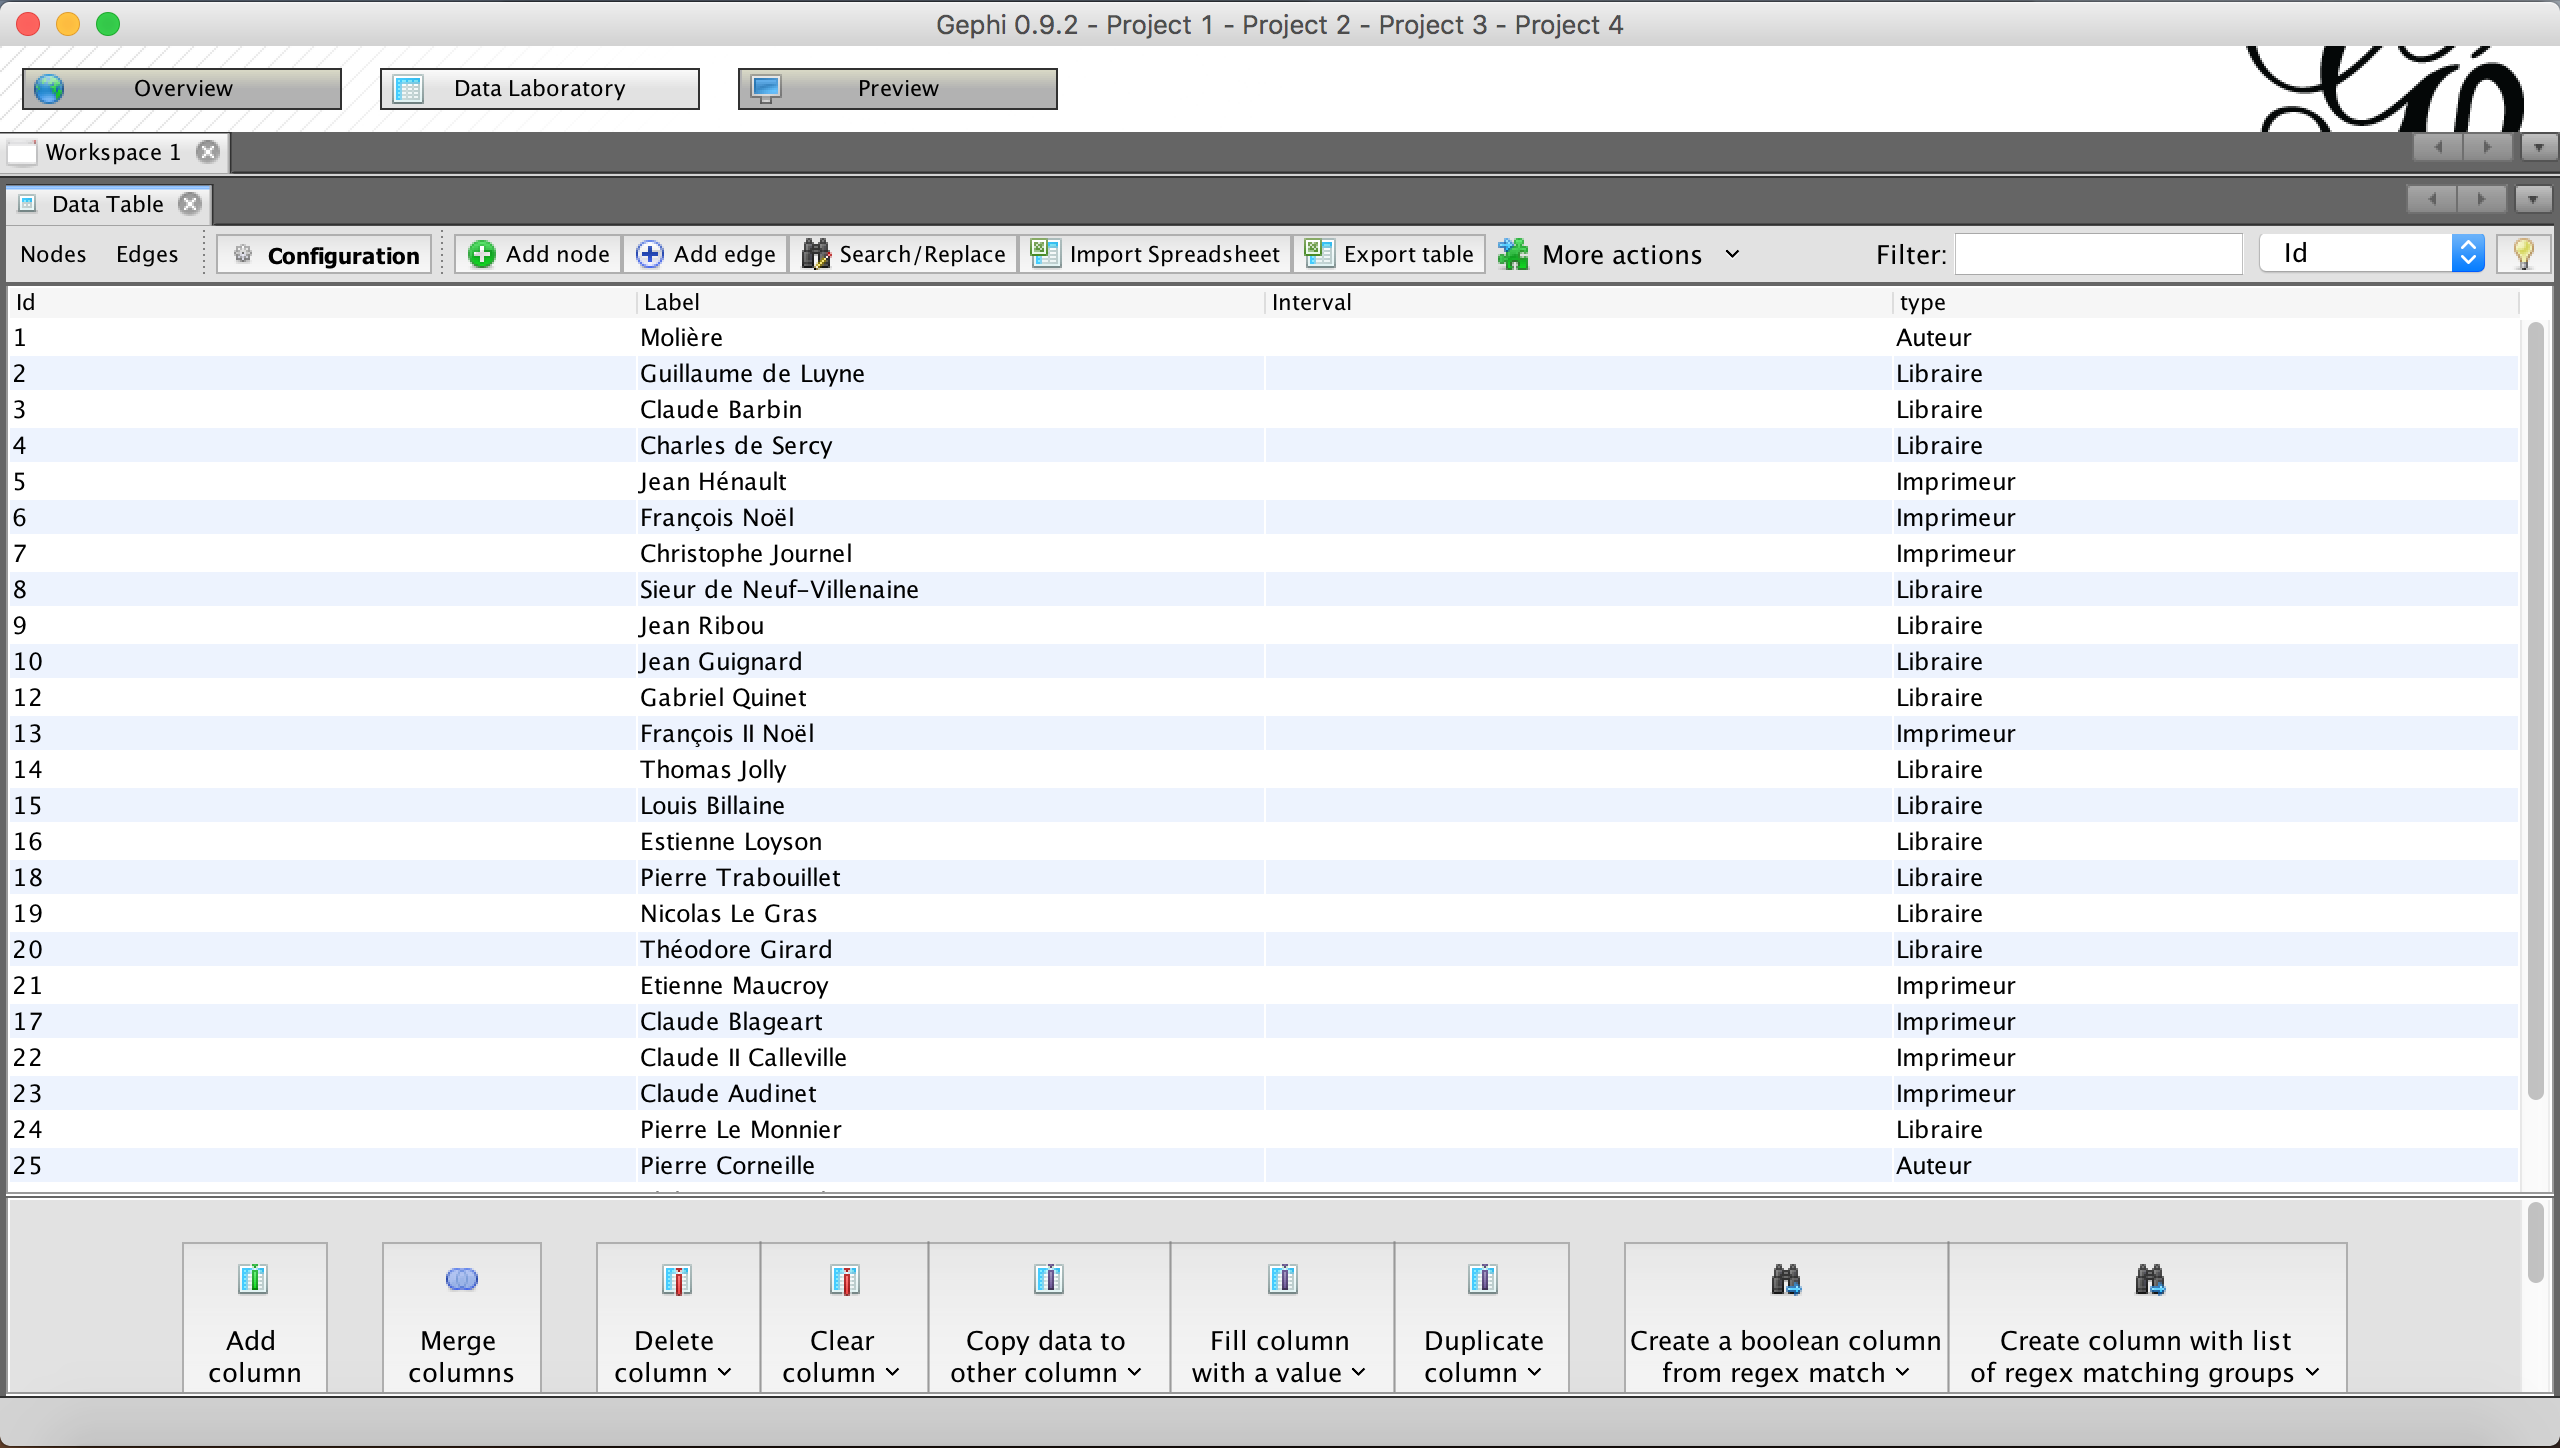 Gephi 0.9.2 - Project 1 - Project 2 - Project 3 - Project 4
Overview Data Laboratory Preview
Workspace 1
Data Table
Nodes Edges Configuration Add node Add edge Search/Replace Import Spreadsheet Export table More actions Filter: Id
Id Label Interval type
1 Molière Auteur
2 Guillaume de Luyne Libraire
3 Claude Barbin Libraire
4 Charles de Sercy Libraire
5 Jean Hénault Imprimeur
6 François Noël Imprimeur
7 Christophe Journel Imprimeur
8 Sieur de Neuf-Villenaine Libraire
9 Jean Ribou Libraire
10 Jean Guignard Libraire
12 Gabriel Quinet Libraire
13 François II Noël Imprimeur
14 Thomas Jolly Libraire
15 Louis Billaine Libraire
16 Estienne Loyson Libraire
18 Pierre Trabouillet Libraire
19 Nicolas Le Gras Libraire
20 Théodore Girard Libraire
21 Etienne Maucroy Imprimeur
17 Claude Blageart Imprimeur
22 Claude II Calleville Imprimeur
23 Claude Audinet Imprimeur
24 Pierre Le Monnier Libraire
25 Pierre Corneille Auteur
Add column
Merge columns
Delete column
Clear column
Copy data to other column
Fill column with a value
Duplicate column
Create a boolean column from regex match
Create column with list of regex matching groups